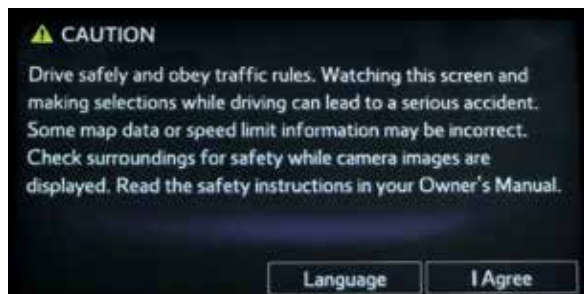 CAUTION
Drive safely and obey traffic rules. Watching this screen and
making selections while driving can lead to a serious accident.
Some map data or speed limit information may be incorrect.
Check surroundings for safety while camera images are
displayed. Read the safety instructions in your Owner's Manual.
Language
I Agree